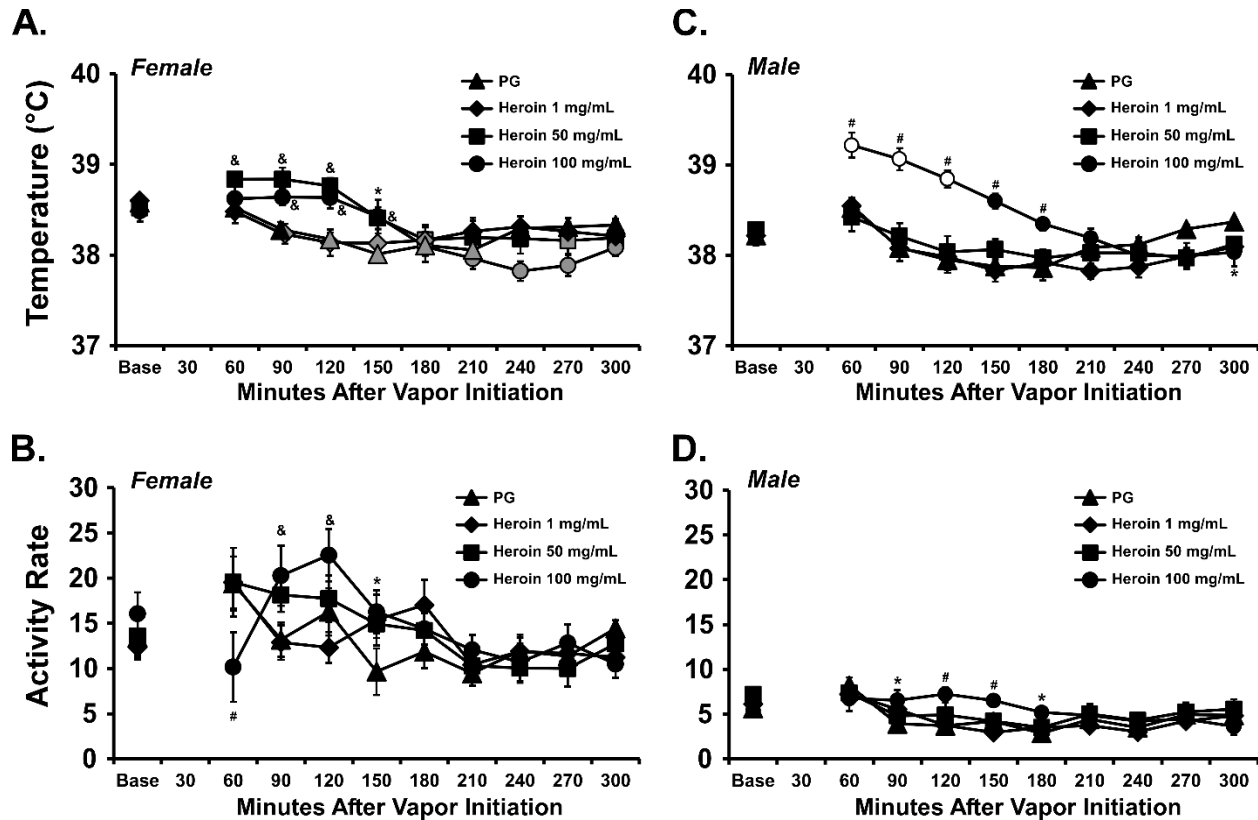 A.
Female
PG
Heroin 1 mg/mL
Heroin 50 mg/mL
Heroin 100 mg/mL
Temperature (°C)
40
39
38
37
& & & *
& & &
Base 30 60 90 120 150 180 210 240 270 300
Minutes After Vapor Initiation
C.
Male
PG
Heroin 1 mg/mL
Heroin 50 mg/mL
Heroin 100 mg/mL
40
39
38
37
# # # # #
*
Base 30 60 90 120 150 180 210 240 270 300
Minutes After Vapor Initiation
B.
Female
PG
Heroin 1 mg/mL
Heroin 50 mg/mL
Heroin 100 mg/mL
Activity Rate
30
25
20
15
10
5
0
& & *
#
Base 30 60 90 120 150 180 210 240 270 300
Minutes After Vapor Initiation
D.
Male
PG
Heroin 1 mg/mL
Heroin 50 mg/mL
Heroin 100 mg/mL
30
25
20
15
10
5
0
* # # *
Base 30 60 90 120 150 180 210 240 270 300
Minutes After Vapor Initiation